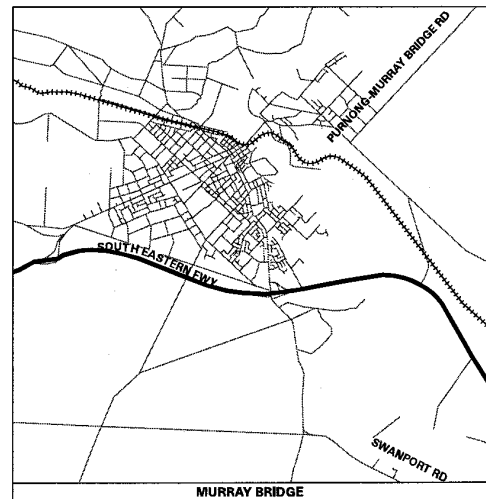 PURNONG-MURRAY BRIDGE RD
SOUTH EASTERN FWY
SWANPORT RD
MURRAY BRIDGE